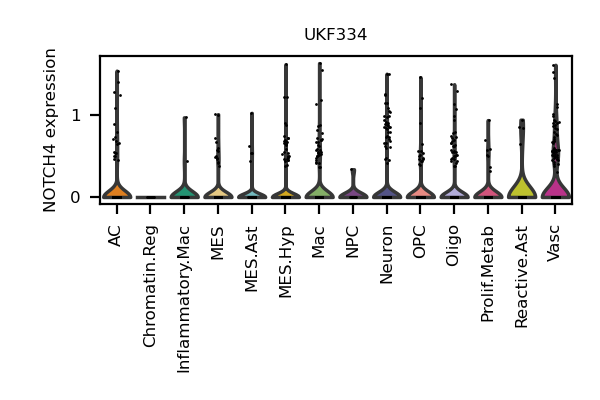 UKF334
NOTCH4 expression
1
0
AC
Chromatin.Reg
Inflammatory.Mac
MES
MES.Ast
MES.Hyp
Mac
NPC
Neuron
OPC
Oligo
Prolif.Metab
Reactive.Ast
Vasc